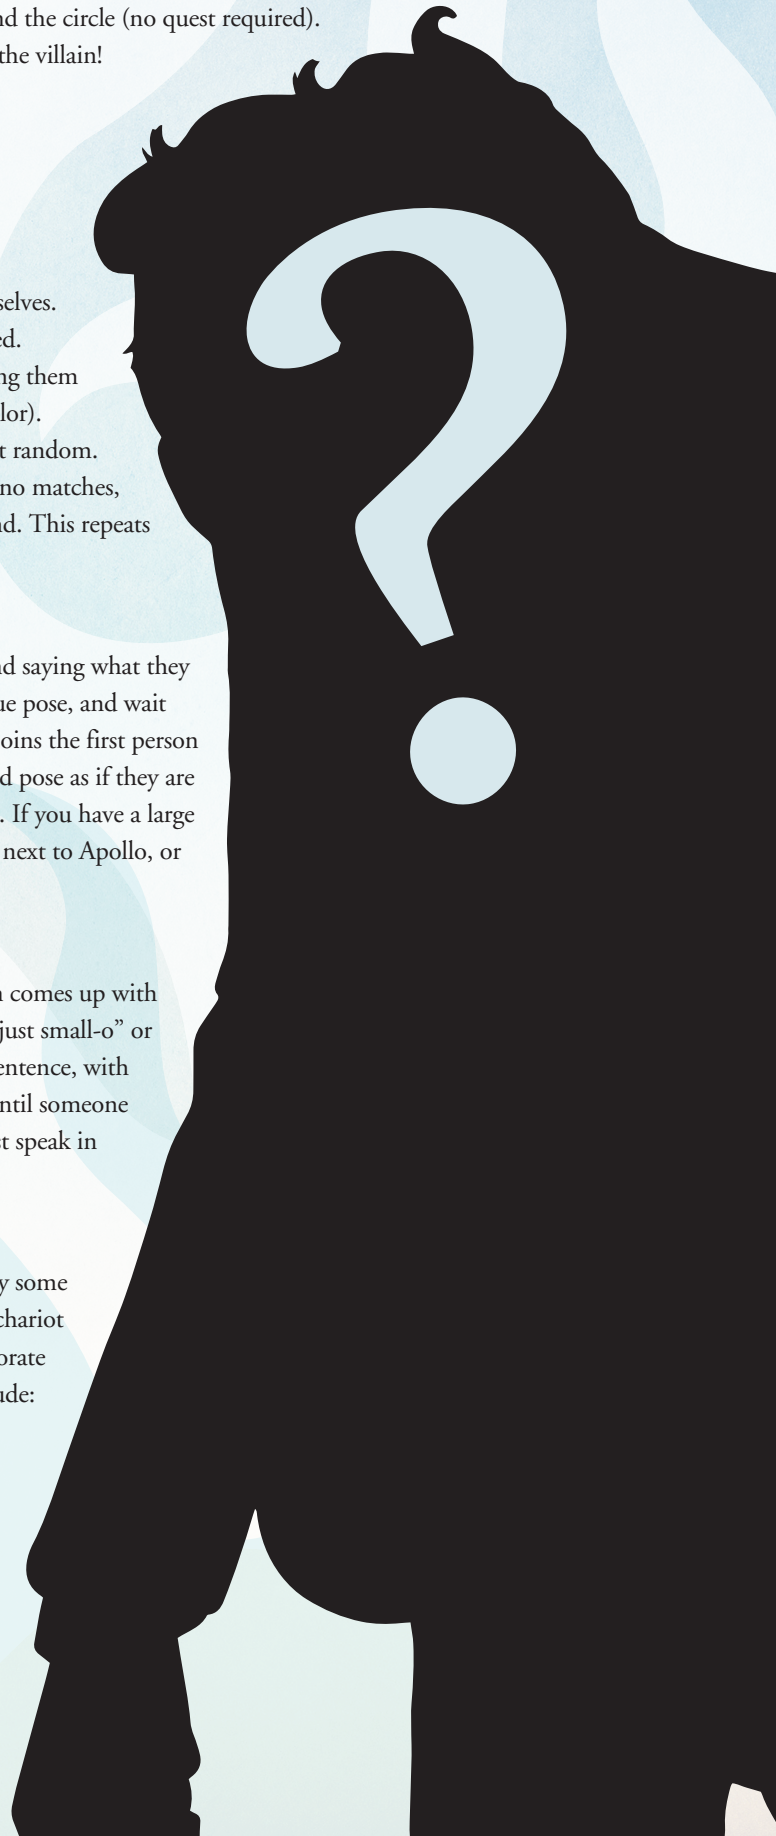 nd the circle (no quest required).
the villain!
selves.
ed.
ng them
lor).
t random.
no matches,
nd. This repeats
nd saying what they
ue pose, and wait
oins the first person
d pose as if they are
. If you have a large
next to Apollo, or
n comes up with
just small-o” or
entence, with
ntil someone
st speak in
y some
chariot
orate
ude:
?